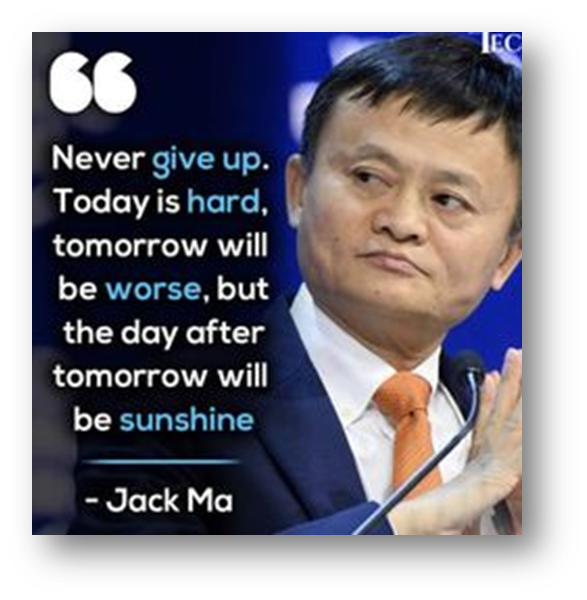 TEC
Never give up.
Today is hard,
tomorrow will
be worse, but
the day after
tomorrow will
be sunshine
- Jack Ma